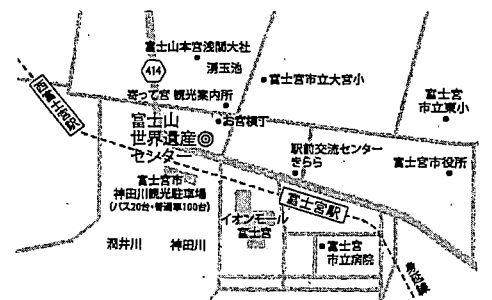 富士山本宮浅間大社
湧玉池
414
富士宮市立大宮小
富士宮
市立東小
西富士宮駅
寄って宮 観光案内所
お宮横丁
富士山
世界遺産
センター
駅前交流センター
きらら
富士宮市役所
富士宮市
神田川観光駐車場
(バス20台・普通車100台)
富士宮駅
イオンモール
富士宮
潤井川
神田川
富士宮
市立病院
身延線